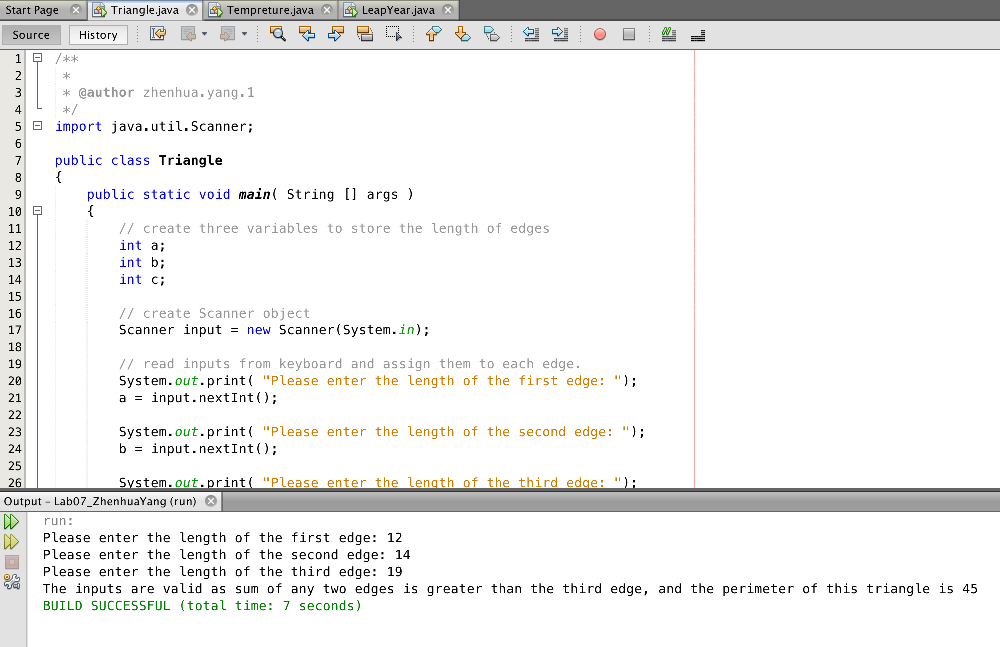 Start Page Triangle.java Tempreture.java LeapYear.java
Source History
1 /**
2 *
3 * @author zhenhua.yang.1
4 */
5 import java.util.Scanner;
6
7 public class Triangle
8 {
9 public static void main( String [] args )
10 {
11 // create three variables to store the length of edges
12 int a;
13 int b;
14 int c;
15
16 // create Scanner object
17 Scanner input = new Scanner(System.in);
18
19 // read inputs from keyboard and assign them to each edge.
20 System.out.print( "Please enter the length of the first edge: ");
21 a = input.nextInt();
22
23 System.out.print( "Please enter the length of the second edge: ");
24 b = input.nextInt();
25
26 System.out.print( "Please enter the length of the third edge: ");
Output – Lab07_ZhenhuaYang (run)
run:
Please enter the length of the first edge: 12
Please enter the length of the second edge: 14
Please enter the length of the third edge: 19
The inputs are valid as sum of any two edges is greater than the third edge, and the perimeter of this triangle is 45
BUILD SUCCESSFUL (total time: 7 seconds)